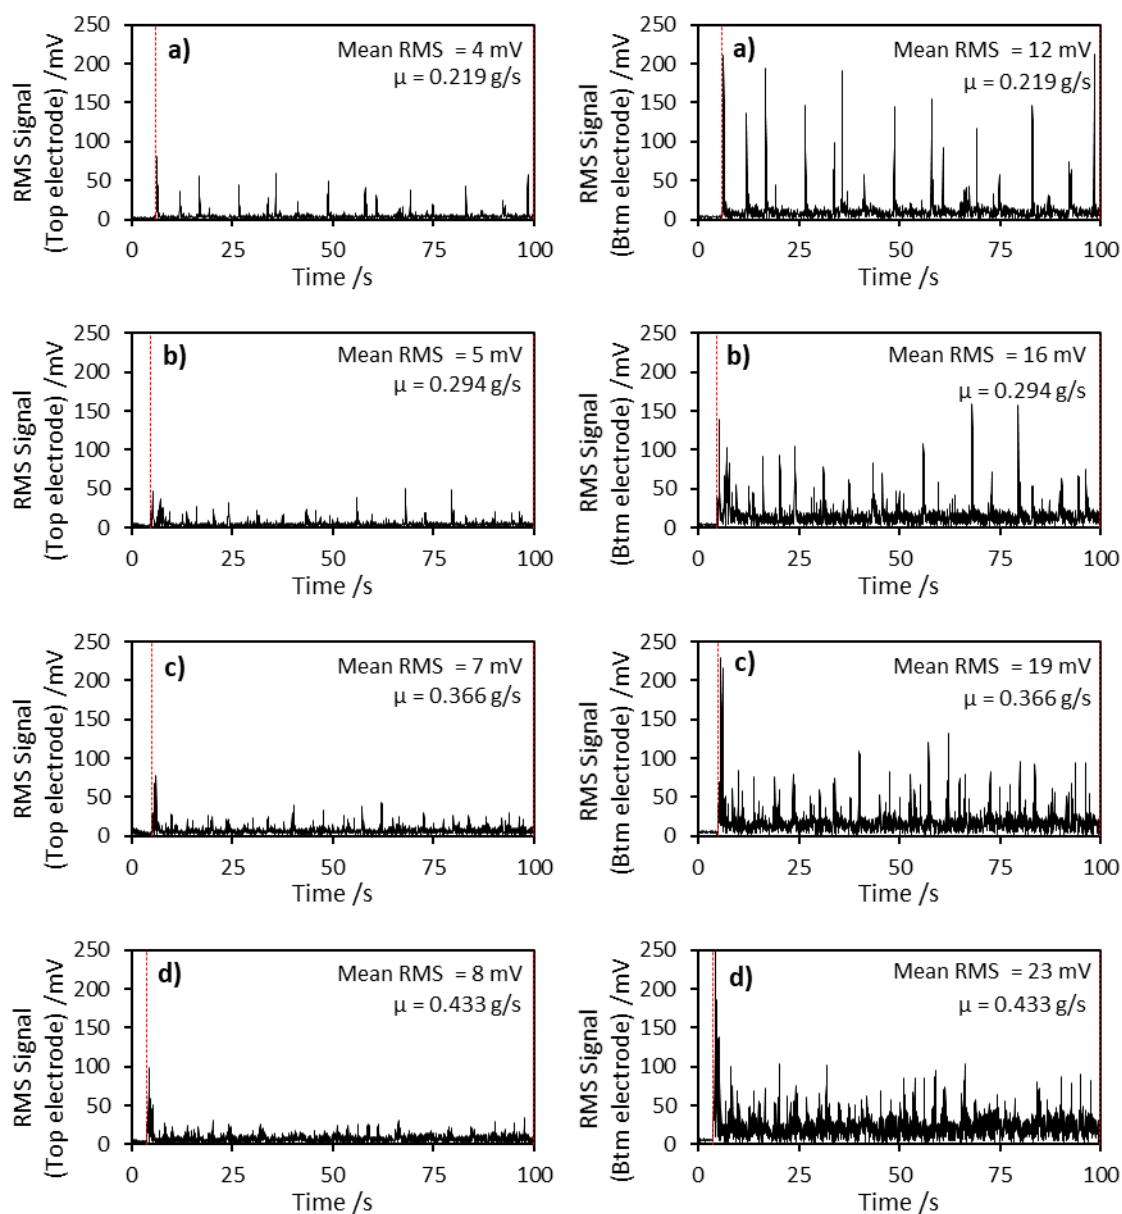 RMS Signal
(Top electrode) /mV
250
200
150
100
50
0
a)
Mean RMS = 4 mV
μ = 0.219 g/s
0 25 50 75 100
Time /s
RMS Signal
(Btm electrode) /mV
250
200
150
100
50
0
a)
Mean RMS = 12 mV
μ = 0.219 g/s
0 25 50 75 100
Time /s
RMS Signal
(Top electrode) /mV
250
200
150
100
50
0
b)
Mean RMS = 5 mV
μ = 0.294 g/s
0 25 50 75 100
Time /s
RMS Signal
(Btm electrode) /mV
250
200
150
100
50
0
b)
Mean RMS = 16 mV
μ = 0.294 g/s
0 25 50 75 100
Time /s
RMS Signal
(Top electrode) /mV
250
200
150
100
50
0
c)
Mean RMS = 7 mV
μ = 0.366 g/s
0 25 50 75 100
Time /s
RMS Signal
(Btm electrode) /mV
250
200
150
100
50
0
c)
Mean RMS = 19 mV
μ = 0.366 g/s
0 25 50 75 100
Time /s
RMS Signal
(Top electrode) /mV
250
200
150
100
50
0
d)
Mean RMS = 8 mV
μ = 0.433 g/s
0 25 50 75 100
Time /s
RMS Signal
(Btm electrode) /mV
250
200
150
100
50
0
d)
Mean RMS = 23 mV
μ = 0.433 g/s
0 25 50 75 100
Time /s